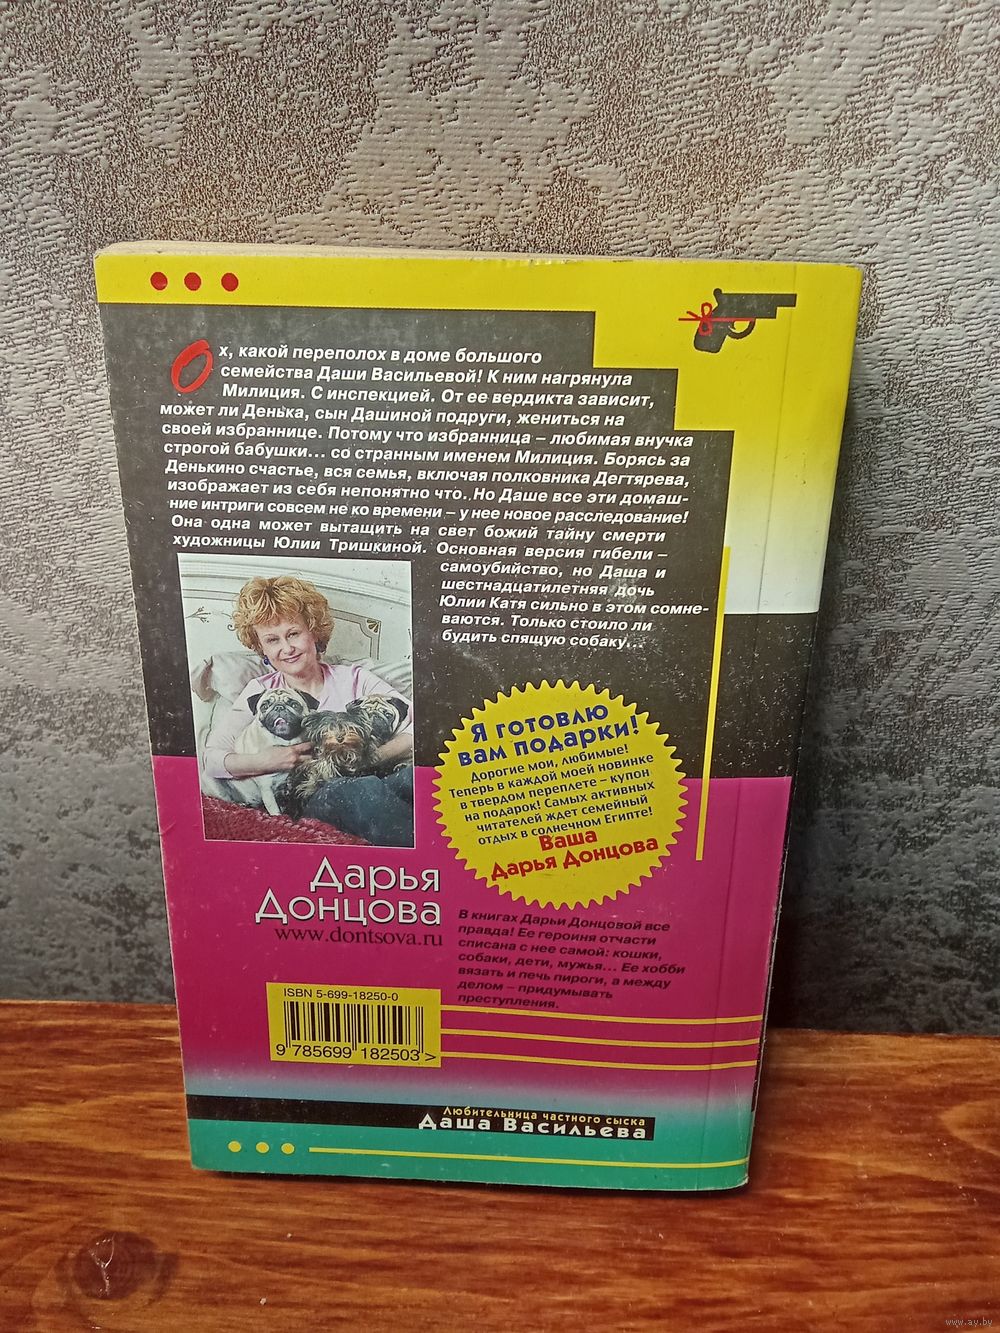 Ох, какой переполох в доме большого
семейства Даши Васильевой! К ним нагрянула
Милиция. С инспекцией. От ее вердикта зависит,
может ли Денька, сын Дашиной подруги, жениться на
своей избраннице. Потому что избранница – любимая внучка
строгой бабушки... со странным именем Милиция. Борясь за
Денькино счастье, вся семья, включая полковника Дегтярева,
изображает из себя непонятно что. Но Даше все эти домаш-
ние интриги совсем не ко времени – у нее новое расследование!
Она одна может вытащить на свет божий тайну смерти
художницы Юлии Тришкиной. Основная версия гибели –
самоубийство, но Даша и
шестнадцатилетняя дочь
Юлии Катя сильно в этом сомне-
ваются. Только стоило ли
будить спящую собаку...
Я готовлю
вам подарки!
Дорогие мои, любимые!
Теперь в каждой моей новинке
в твердом переплете – купон
на подарок! Самых активных
читателей ждет семейный
отдых в солнечном Египте!
Ваша
Дарья Донцова
Дарья
Донцова
www.dontsova.ru
В книгах Дарьи Донцовой все
правда! Ее героиня отчасти
списана с нее самой: кошки,
собаки, дети, мужья... Ее хобби
вязать и печь пироги, а между
делом – придумывать
преступления.
ISBN 5-699-18250-0
9 785699 182503 >
Любительница частного сыска
Даша Васильева
www.ay.by